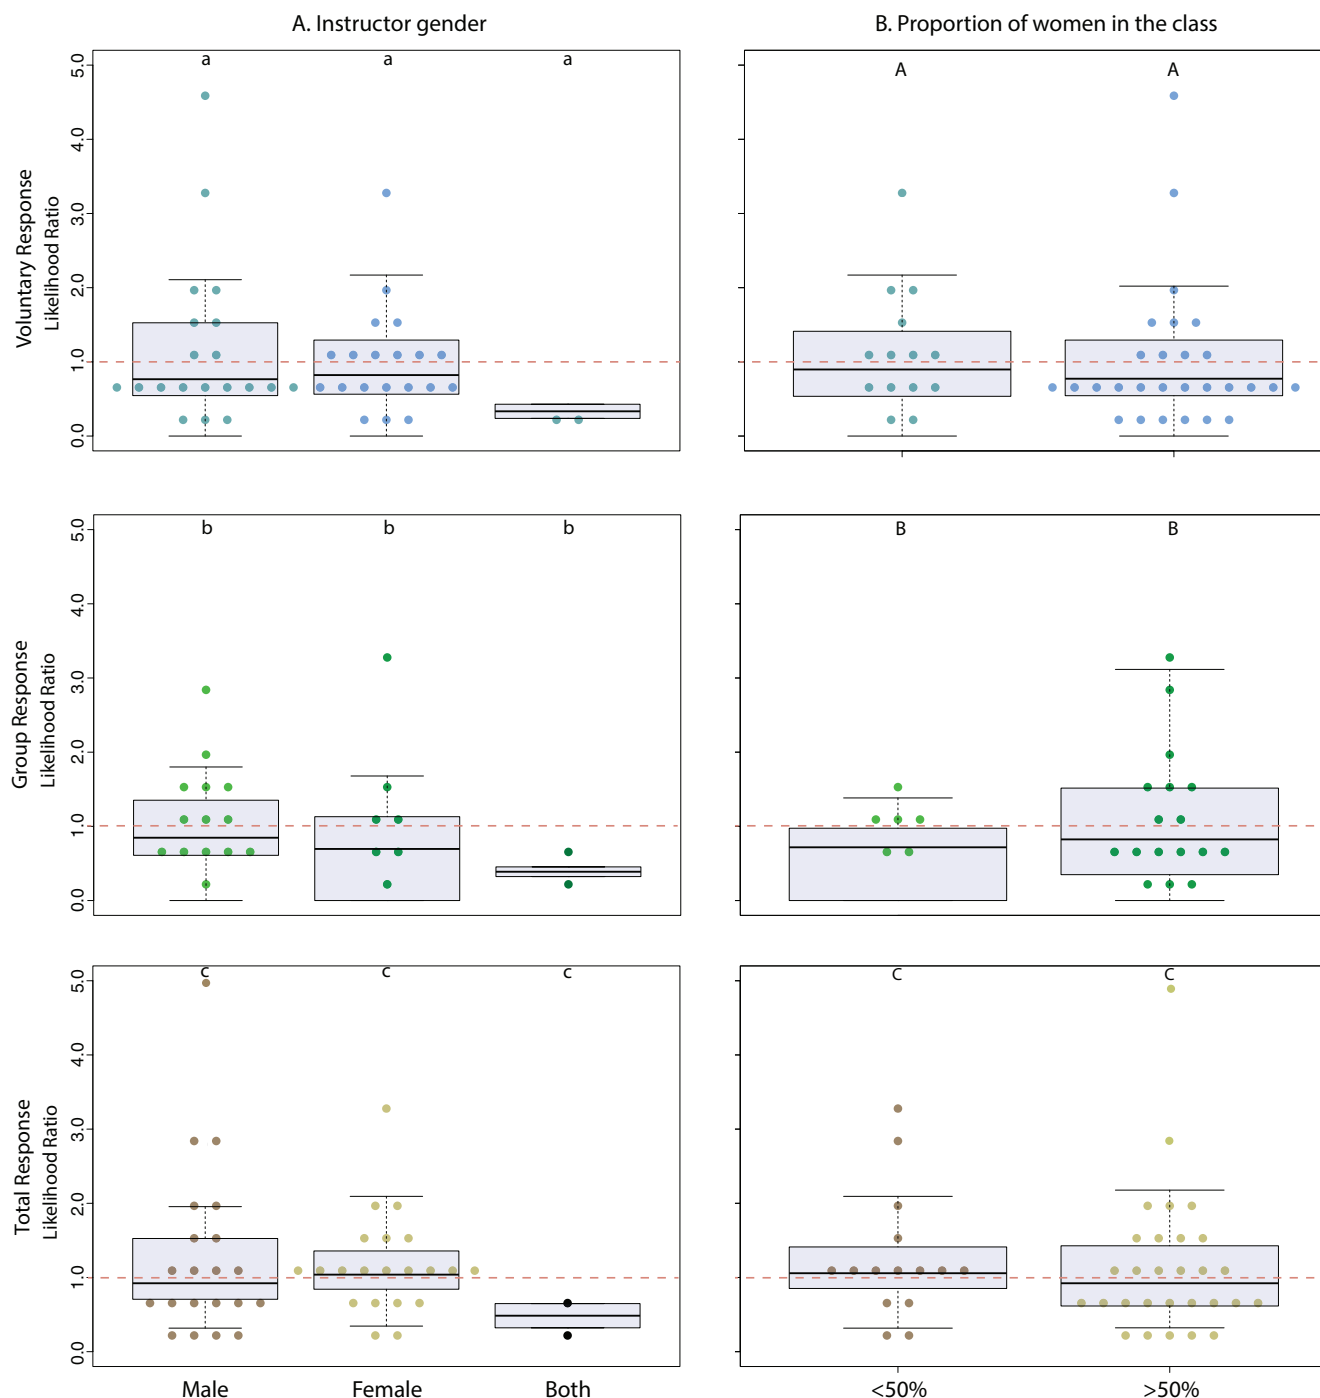 A. Instructor gender
B. Proportion of women in the class
Voluntary Response
Likelihood Ratio
5.0
4.0
3.0
2.0
1.0
0.0
a a a
A A
Group Response
Likelihood Ratio
5.0
4.0
3.0
2.0
1.0
0.0
b b b
B B
Total Response
Likelihood Ratio
5.0
4.0
3.0
2.0
1.0
0.0
c c c
C C
Male Female Both
<50% >50%